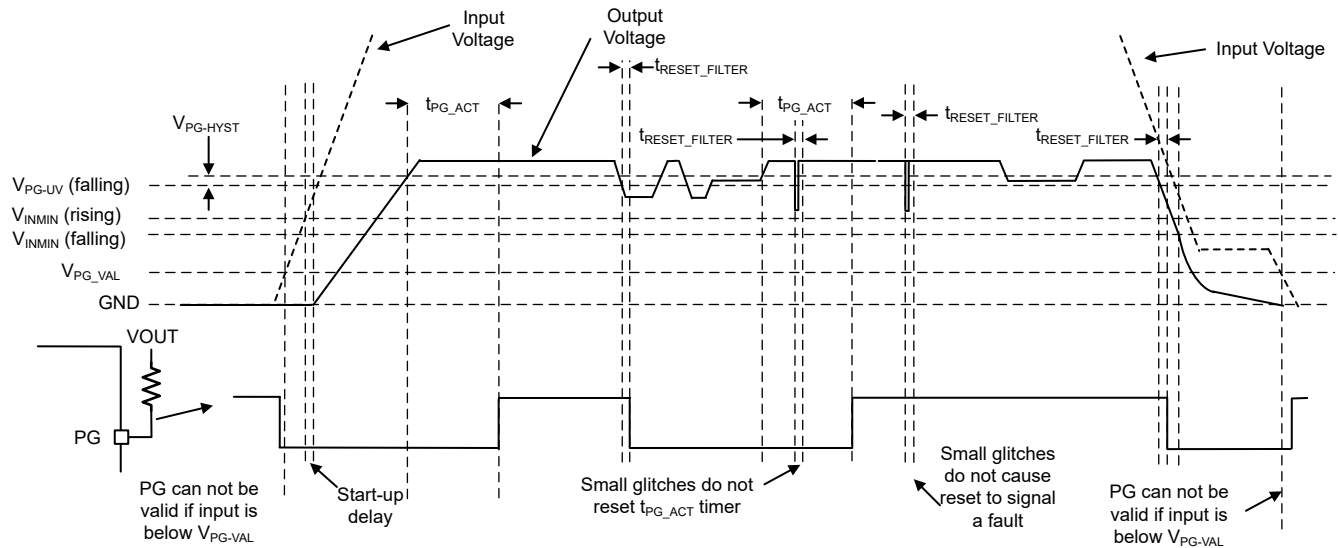 Input
Voltage
Output
Voltage
Input Voltage
tRESET_FILTER
tPG_ACT
tPG_ACT
tRESET_FILTER
tRESET_FILTER
tRESET_FILTER
VPG-HYST
VPG-UV (falling)
VINMIN (rising)
VINMIN (falling)
VPG_VAL
GND
VOUT
PG
PG can not be
valid if input is
below VPG-VAL
Start-up
delay
Small glitches do not
reset tPG_ACT timer
Small glitches
do not cause
reset to signal
a fault
PG can not be
valid if input is
below VPG-VAL